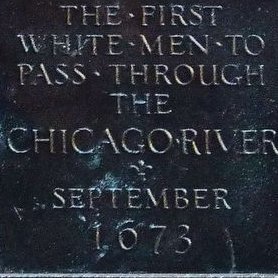 THE·FIRST
WHITE·MEN·TO
PASS·THROUGH
THE
CHICAGO·RIVER
SEPTEMBER
1673